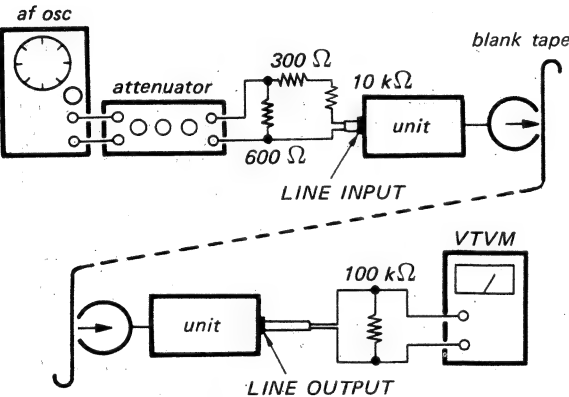 af osc
attenuator
300 Ω
10 kΩ
600 Ω
unit
LINE INPUT
blank tape
unit
LINE OUTPUT
100 kΩ
VTVM